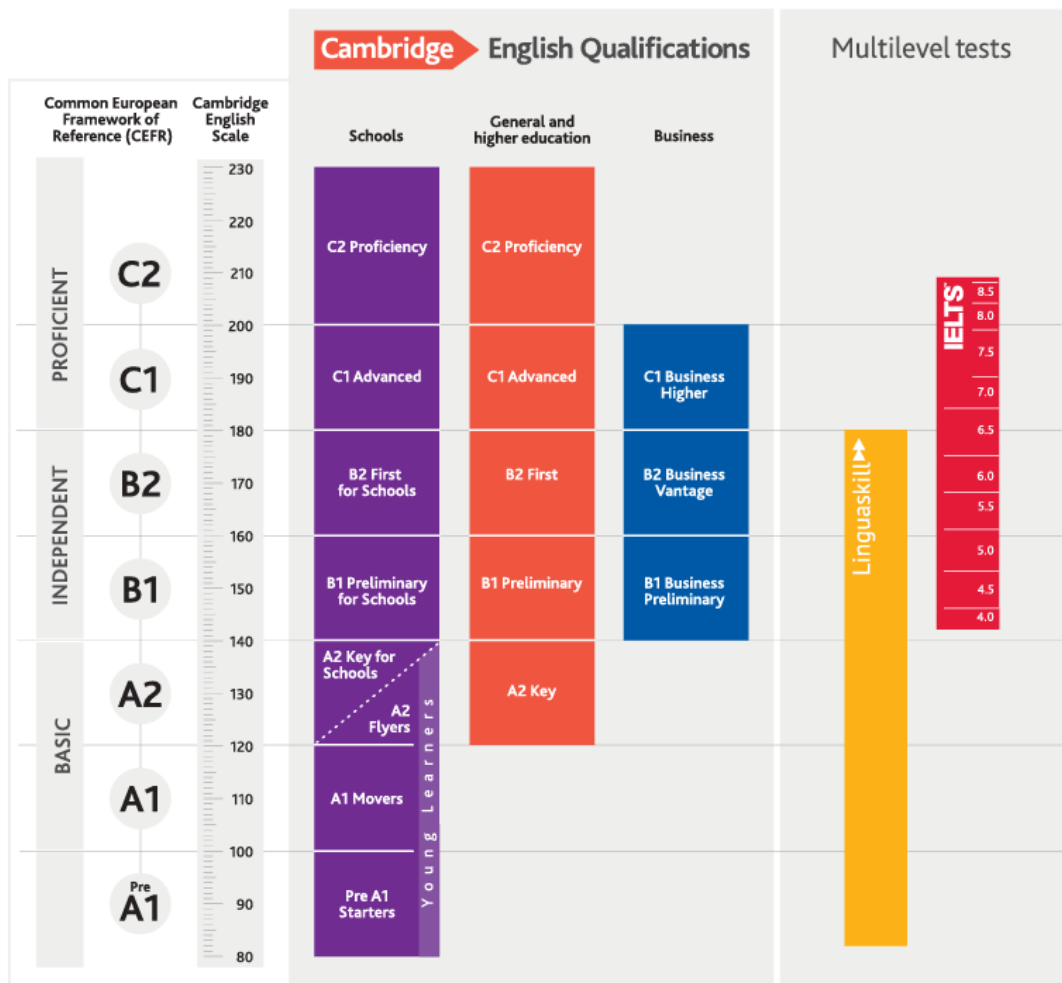 Cambridge English Qualifications
Multilevel tests
Common European
Framework of
Reference (CEFR)
Cambridge
English
Scale
Schools
General and
higher education
Business
PROFICIENT
INDEPENDENT
BASIC
C2
C1
B2
B1
A2
A1
Pre
A1
230
220
210
200
190
180
170
160
150
140
130
120
110
100
90
80
C2 Proficiency
C1 Advanced
B2 First
for Schools
B1 Preliminary
for Schools
A2 Key for
Schools
A2
Flyers
A1 Movers
Pre A1
Starters
Young Learners
C2 Proficiency
C1 Advanced
B2 First
B1 Preliminary
A2 Key
C1 Business
Higher
B2 Business
Vantage
B1 Business
Preliminary
Linguaskill
IELTS™
8.5
8.0
7.5
7.0
6.5
6.0
5.5
5.0
4.5
4.0